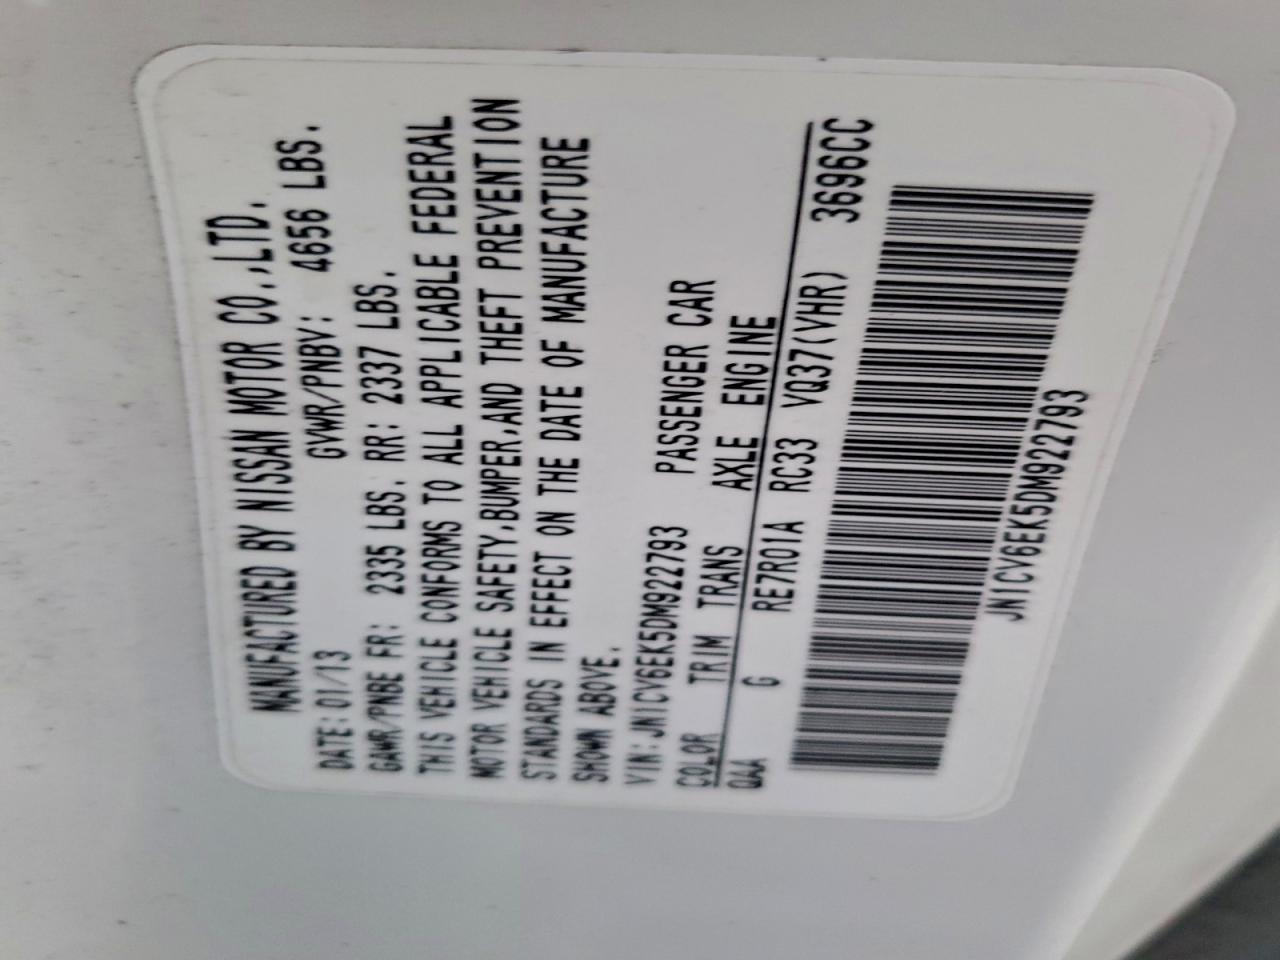 MANUFACTURED BY NISSAN MOTOR CO.,LTD.
DATE:01/13 GVWR/PNBV: 4656 LBS.
GAWR/PNBE FR: 2335 LBS. RR: 2337 LBS.
THIS VEHICLE CONFORMS TO ALL APPLICABLE FEDERAL
MOTOR VEHICLE SAFETY,BUMPER,AND THEFT PREVENTION
STANDARDS IN EFFECT ON THE DATE OF MANUFACTURE
SHOWN ABOVE.
VIN:JN1CV6EK5DM922793 PASSENGER CAR
COLOR TRIM TRANS AXLE ENGINE
QAA G RE7R01A RC33 VQ37(VHR) 3696CC
JN1CV6EK5DM922793